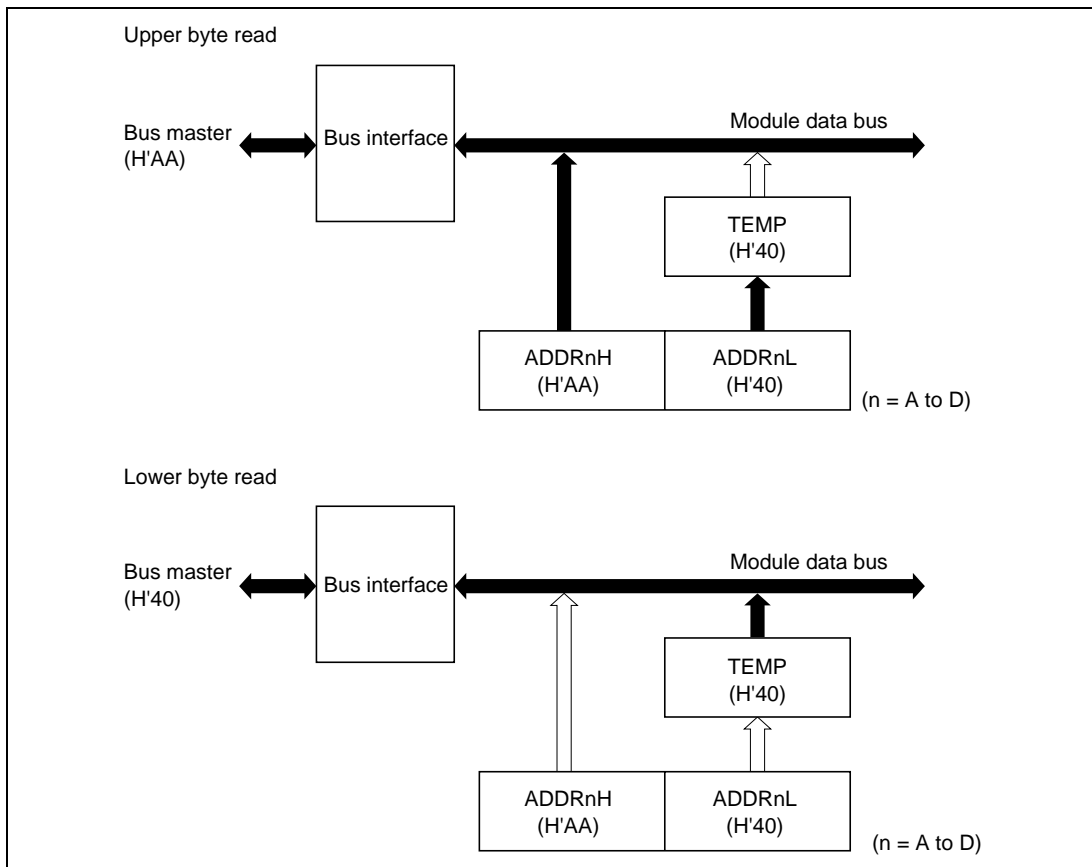 Upper byte read
Bus master
(H'AA)
Bus interface
Module data bus
TEMP
(H'40)
ADDRnH
(H'AA)
ADDRnL
(H'40)
(n = A to D)
Lower byte read
Bus master
(H'40)
Bus interface
Module data bus
TEMP
(H'40)
ADDRnH
(H'AA)
ADDRnL
(H'40)
(n = A to D)